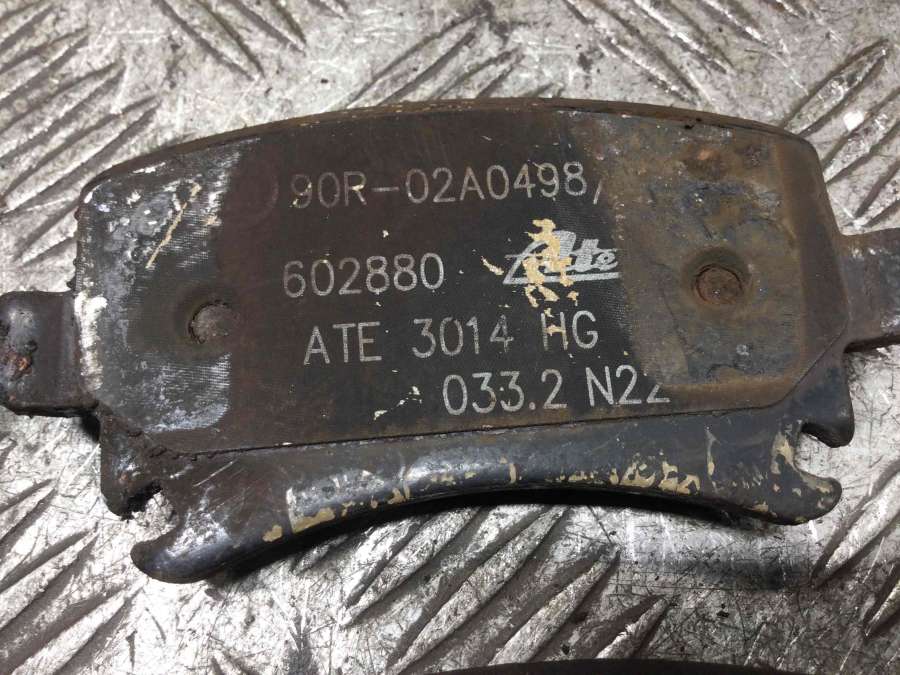 90R-02A0498/
602880 Ate
ATE 3014 HG
033.2 N22